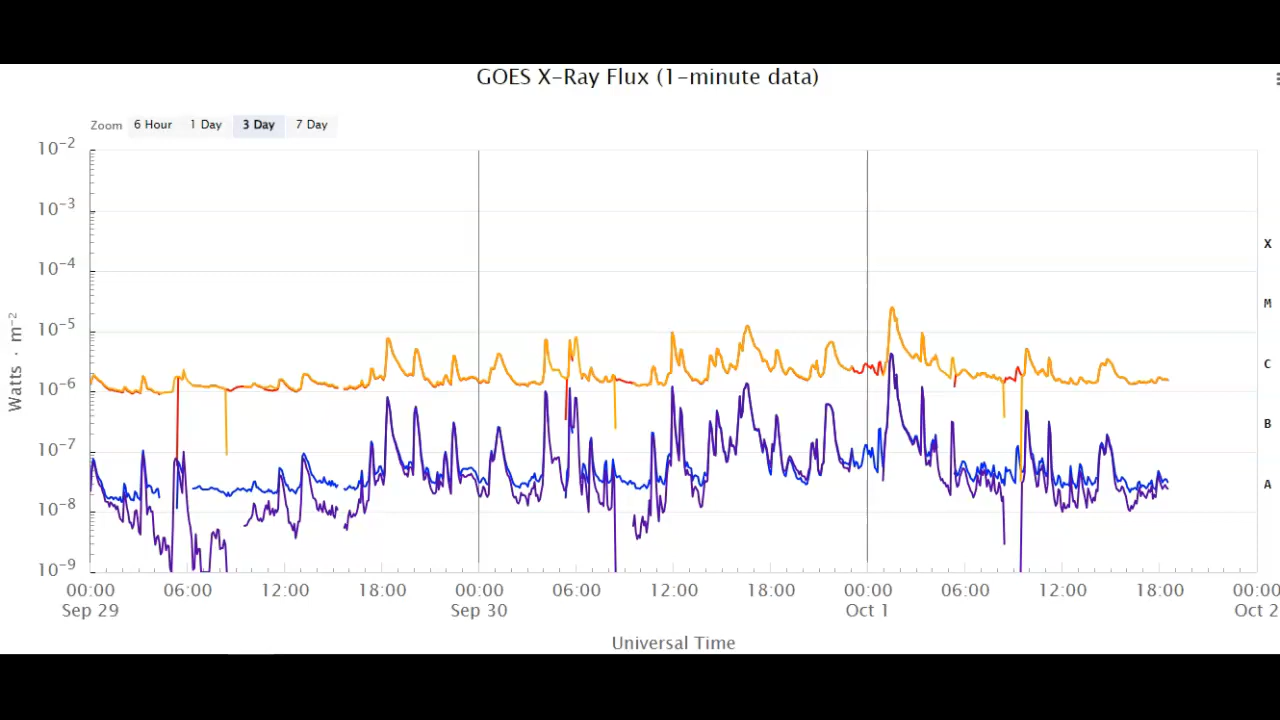 GOES X-Ray Flux (1-minute data)
Zoom 6 Hour 1 Day 3 Day 7 Day
10⁻²
10⁻³
10⁻⁴
10⁻⁵
10⁻⁶
10⁻⁷
10⁻⁸
10⁻⁹
Watts · m⁻²
X
M
C
B
A
00:00 06:00 12:00 18:00 00:00 06:00 12:00 18:00 00:00 06:00 12:00 18:00 00:00
Sep 29 Sep 30 Oct 1 Oct 2
Universal Time